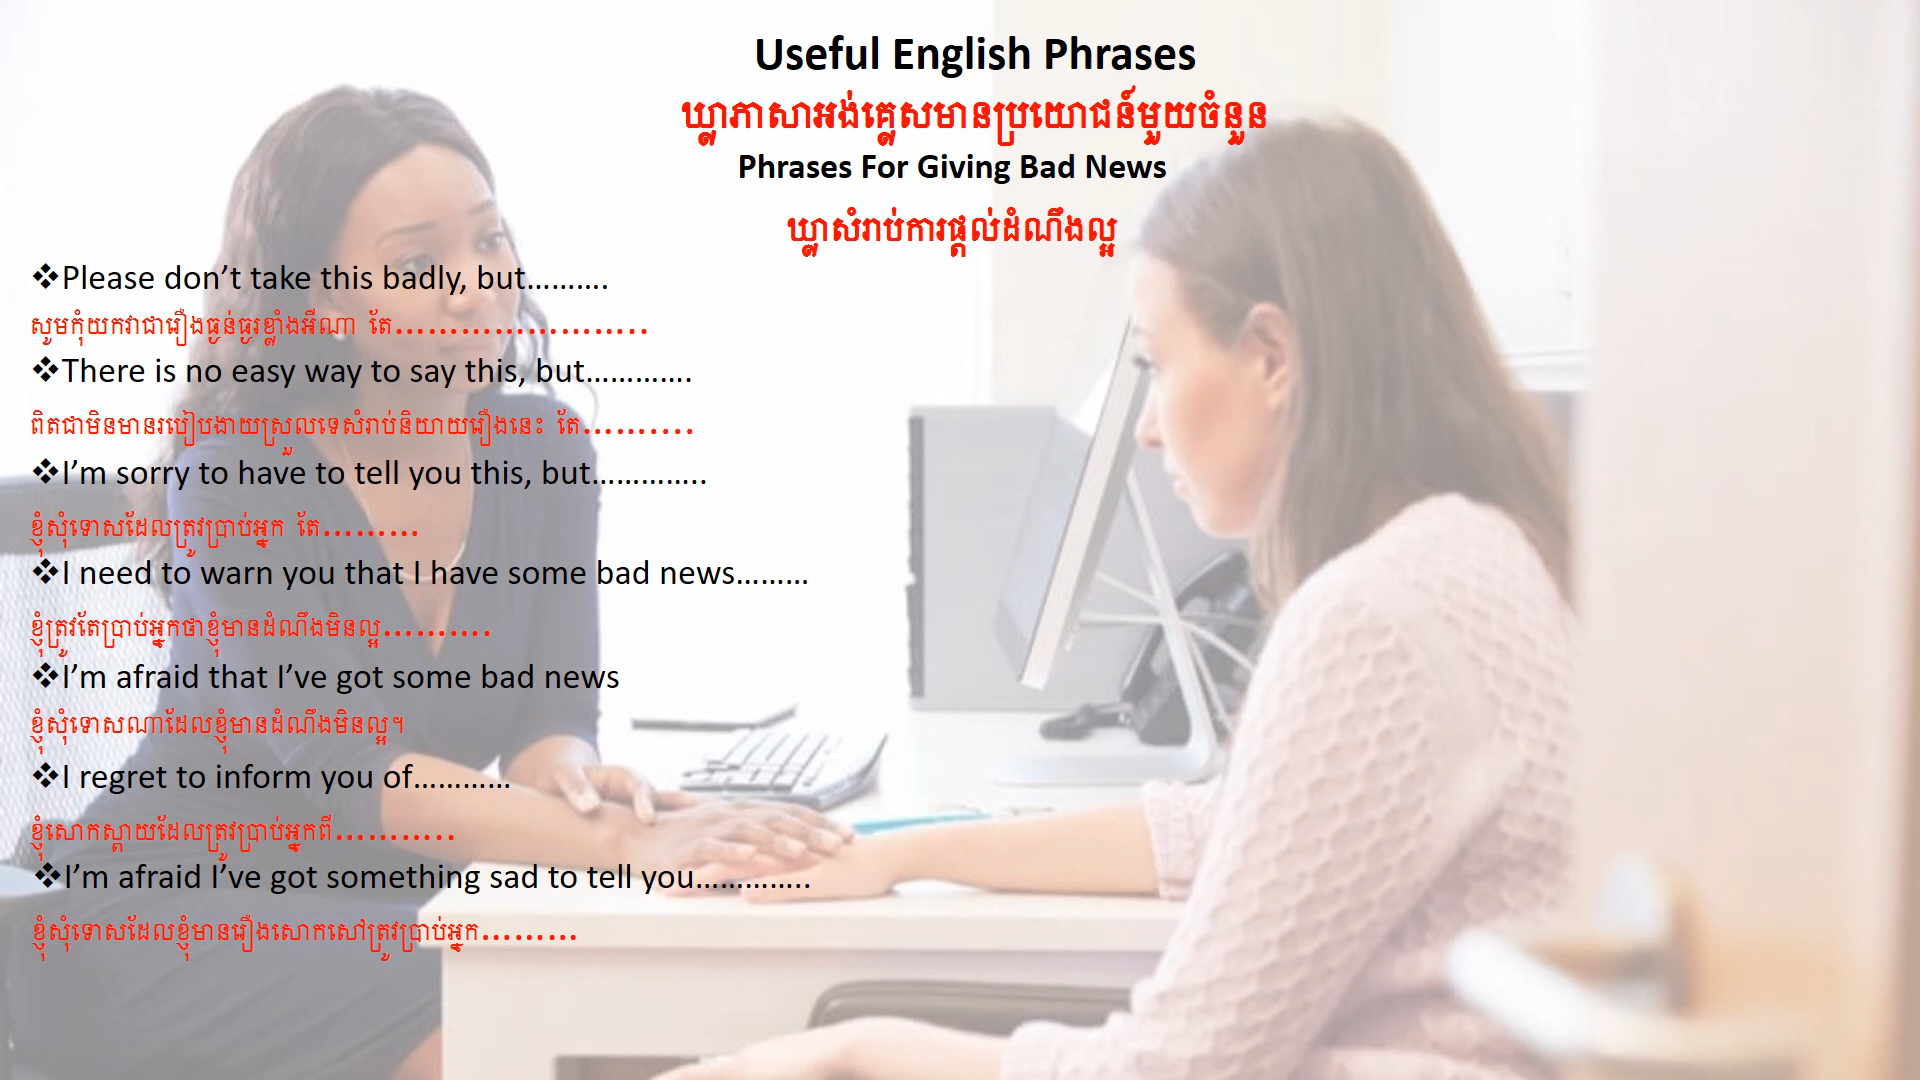 Useful English Phrases
ឃ្លាភាសាអង់គ្លេសមានប្រយោជន៍មួយចំនួន
Phrases For Giving Bad News
ឃ្លាសំរាប់ការផ្តល់ដំណឹងល្អ
❖Please don’t take this badly, but……….
សូមកុំយកវាជារឿងធ្ងន់ធ្ងរខ្លាំងអីណា តែ…………………..
❖There is no easy way to say this, but………….
ពិតជាមិនមានរបៀបងាយស្រួលទេសំរាប់និយាយរឿងនេះ តែ……….
❖I’m sorry to have to tell you this, but…………..
ខ្ញុំសុំទោសដែលត្រូវប្រាប់អ្នក តែ………
❖I need to warn you that I have some bad news………
ខ្ញុំត្រូវតែប្រាប់អ្នកថាខ្ញុំមានដំណឹងមិនល្អ……….
❖I’m afraid that I’ve got some bad news
ខ្ញុំសុំទោសណាដែលខ្ញុំមានដំណឹងមិនល្អ។
❖I regret to inform you of…………
ខ្ញុំសោកស្តាយដែលត្រូវប្រាប់អ្នកពី………..
❖I’m afraid I’ve got something sad to tell you…………..
ខ្ញុំសុំទោសដែលខ្ញុំមានរឿងសោកសៅត្រូវប្រាប់អ្នក………